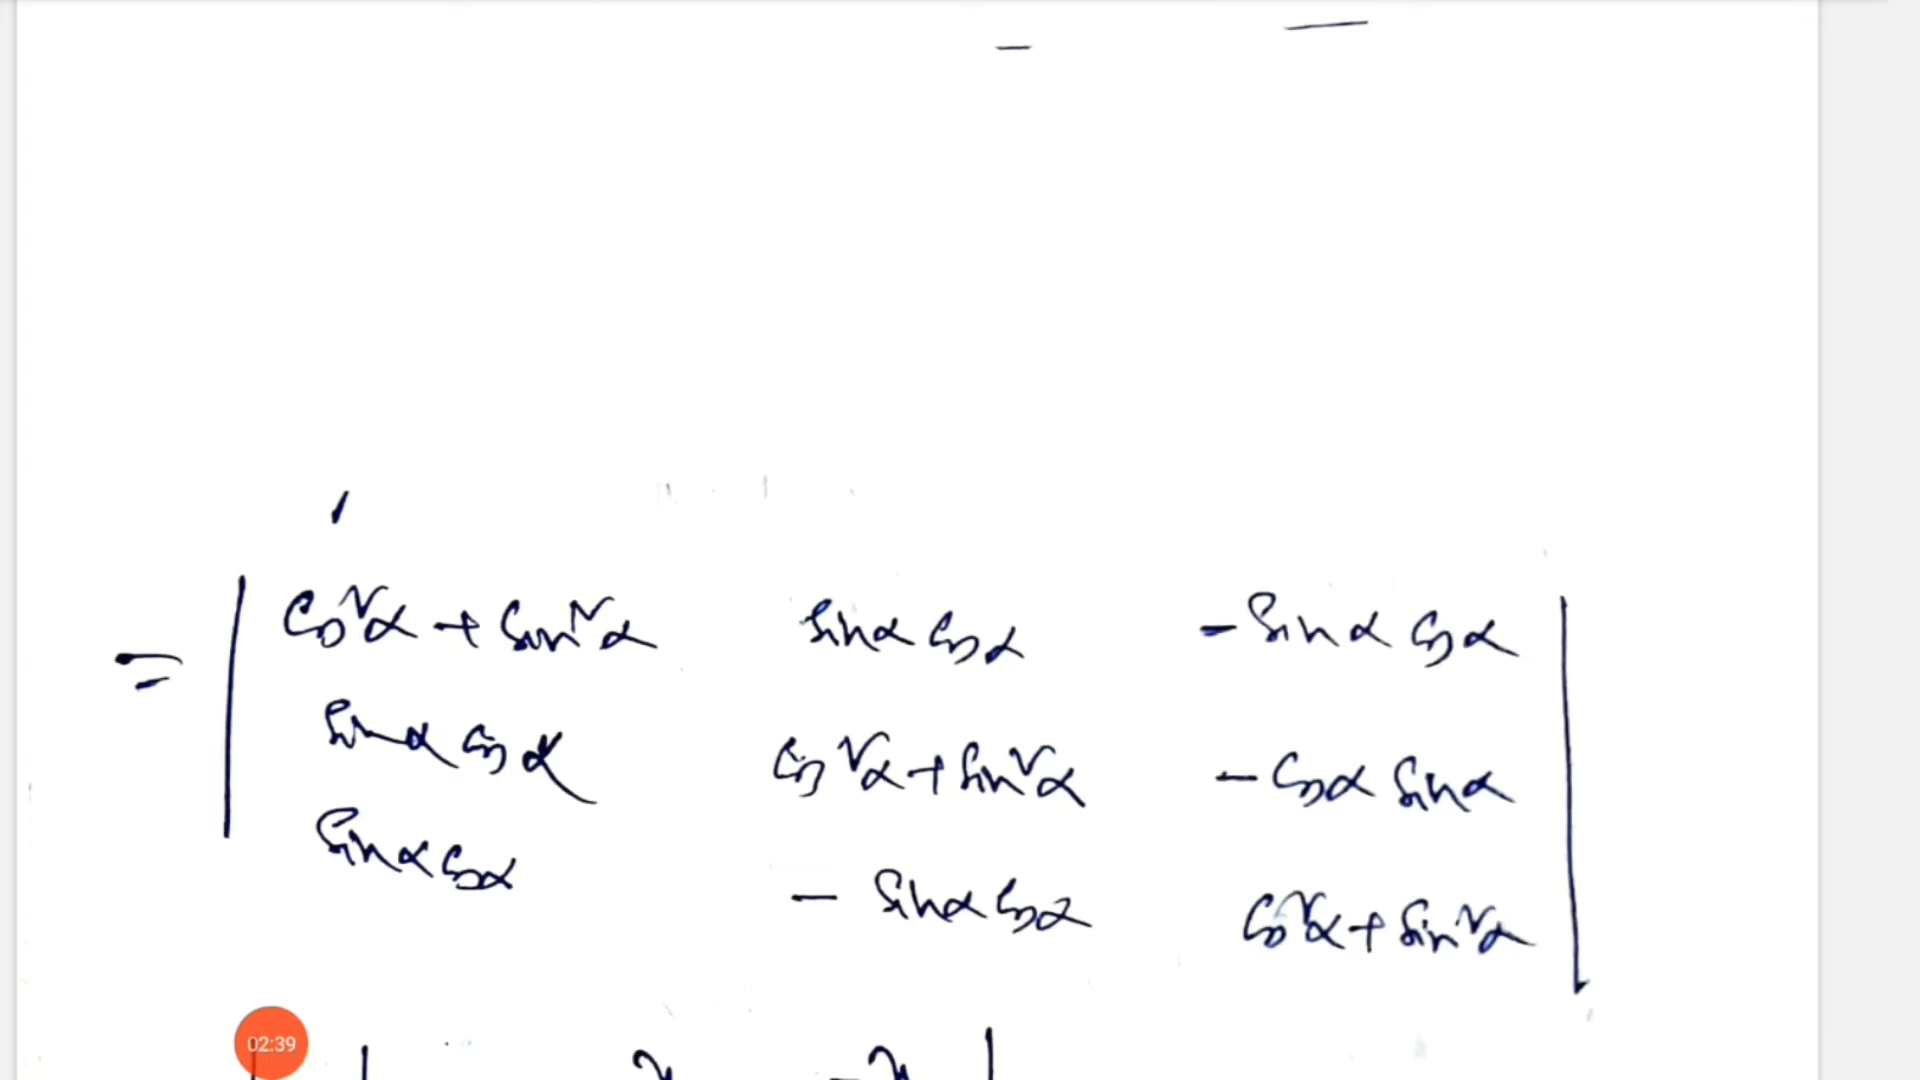 = | Cos²α + Sin²α sinα cosα - Sinα cosα |
Sinα cosα cos²α + sin²α - Cosα Sinα
Sinα cosα - Sinα cosα Cos²α + Sin²α
02:39